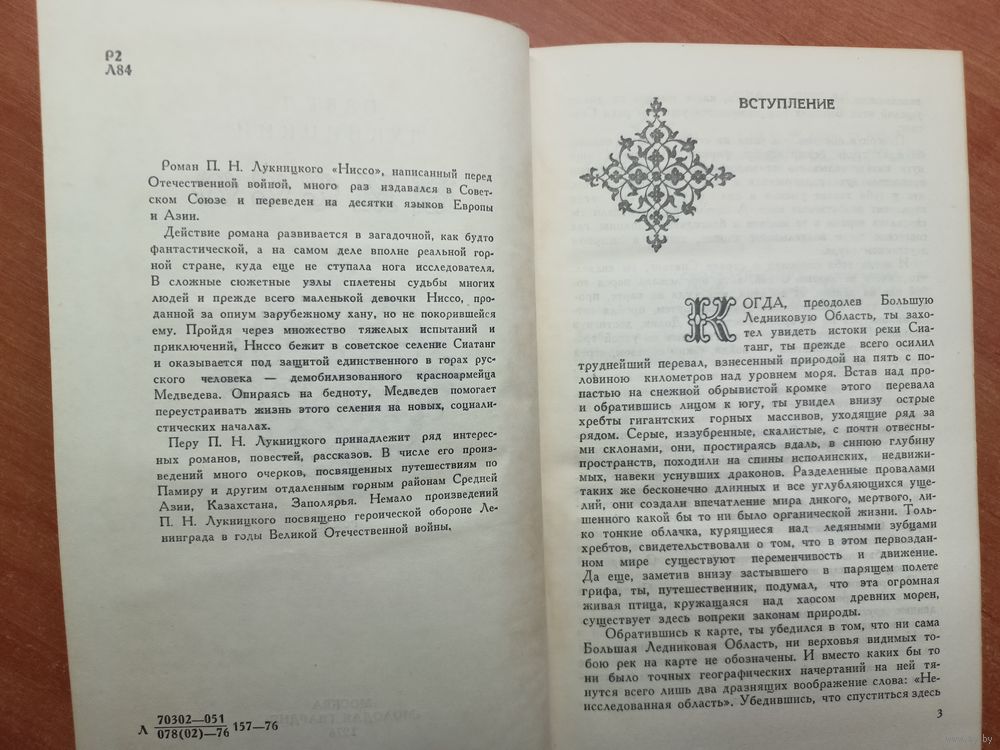 Р2
Л84
Роман П. Н. Лукницкого «Ниссо», написанный перед
Отечественной войной, много раз издавался в Совет-
ском Союзе и переведен на десятки языков Европы
и Азии.
Действие романа развивается в загадочной, как будто
фантастической, а на самом деле вполне реальной гор-
ной стране, куда еще не ступала нога исследователя.
В сложные сюжетные узлы сплетены судьбы многих
людей и прежде всего маленькой девочки Ниссо, про-
данной за опиум зарубежному хану, но не покорившейся
ему. Пройдя через множество тяжелых испытаний и
приключений, Ниссо бежит в советское селение Сиатанг
и оказывается под защитой единственного в горах рус-
ского человека — демобилизованного красноармейца
Медведева. Опираясь на бедноту, Медведев помогает
переустраивать жизнь этого селения на новых, социали-
стических началах.
Перу П. Н. Лукницкого принадлежит ряд интерес-
ных романов, повестей, рассказов. В числе его произ-
ведений много очерков, посвященных путешествиям по
Памиру и другим отдаленным горным районам Средней
Азии, Казахстана, Заполярья. Немало произведений
П. Н. Лукницкого посвящено героической обороне Ле-
нинграда в годы Великой Отечественной войны.
Л 70302—051
078(02)—76 157—76
ВСТУПЛЕНИЕ
КОГДА, преодолев Большую
Ледниковую Область, ты захо-
тел увидеть истоки реки Сиа-
танг, ты прежде всего осилил
труднейший перевал, взнесенный природой на пять с по-
ловиною километров над уровнем моря. Встав над про-
пастью на снежной обрывистой кромке этого перевала
и обратившись лицом к югу, ты увидел внизу острые
хребты гигантских горных массивов, уходящие ряд за
рядом. Серые, иззубренные, скалистые, с почти отвесны-
ми склонами, они, простираясь вдаль, в синюю глубину
пространств, походили на спины исполинских, недвижи-
мых, навеки уснувших драконов. Разделенные провалами
таких же бесконечно длинных и все углубляющихся уще-
лий, они создали впечатление мира дикого, мертвого, ли-
шенного какой бы то ни было органической жизни. Толь-
ко тонкие облачка, курящиеся над ледяными зубцами
хребтов, свидетельствовали о том, что в этом первоздан-
ном мире существуют переменчивость и движение.
Да еще, заметив внизу застывшего в парящем полете
грифа, ты, путешественник, подумал, что эта огромная
живая птица, кружащаяся над хаосом древних морен,
существует здесь вопреки законам природы.
Обратившись к карте, ты убедился в том, что ни сама
Большая Ледниковая Область, ни верховья видимых то-
бою рек на карте не обозначены. И вместо каких бы то
ни было точных географических начертаний на ней тя-
нутся всего лишь два дразнящих воображение слова: «Не-
исследованная область». Убедившись, что спуститься здесь
3